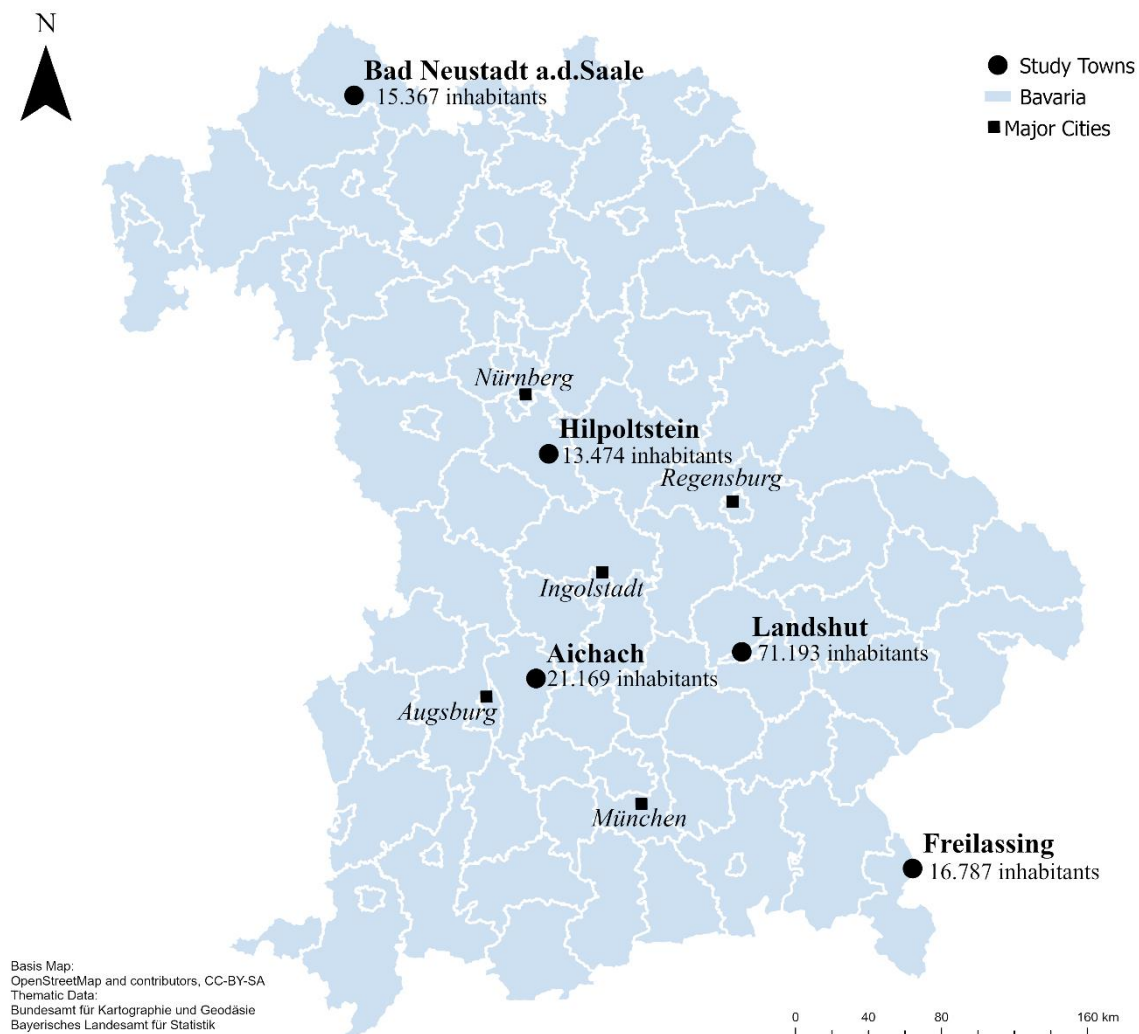 N
Bad Neustadt a.d.Saale
15.367 inhabitants
Study Towns
Bavaria
Major Cities
Nürnberg
Hilpoltstein
13.474 inhabitants
Regensburg
Ingolstadt
Landshut
71.193 inhabitants
Aichach
21.169 inhabitants
Augsburg
München
Freilassing
16.787 inhabitants
Basis Map:
OpenStreetMap and contributors, CC-BY-SA
Thematic Data:
Bundesamt für Kartographie und Geodäsie
Bayerisches Landesamt für Statistik
0 40 80 160 km